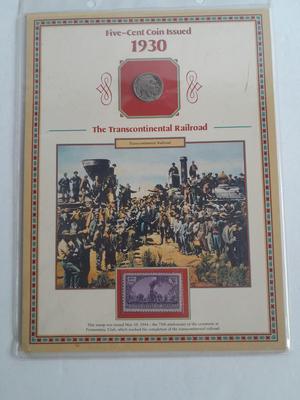 Five-Cent Coin Issued
1930
The Transcontinental Railroad
Transcontinental Railroad
This stamp was issued May 10, 1944 - the 75th anniversary of the ceremony at
Promontory, Utah, which marked the completion of the transcontinental railroad.